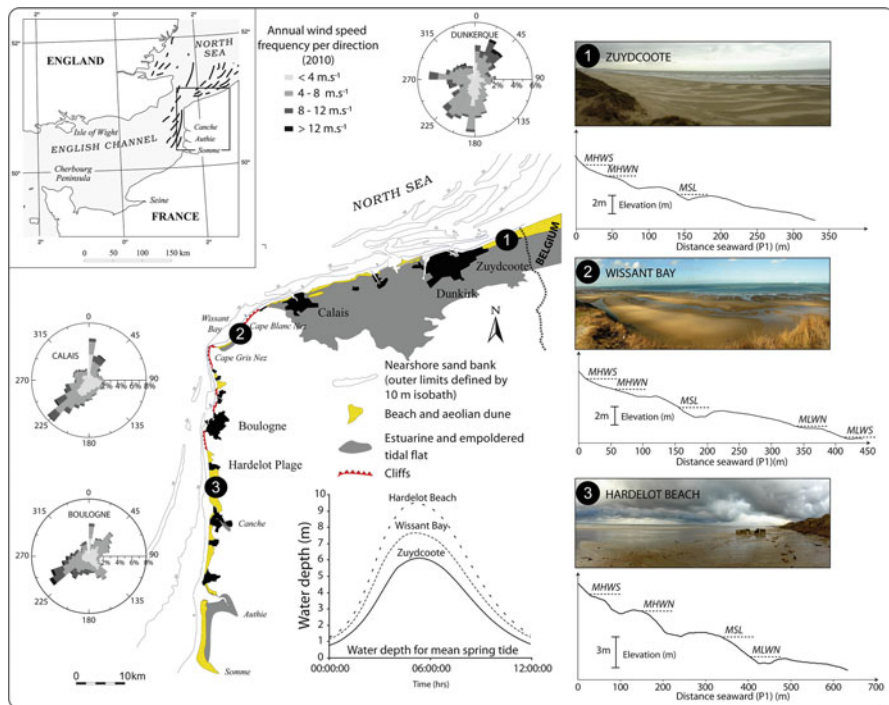 52°
2°
0°
2°
52°
ENGLAND
NORTH
SEA
Isle of Wight
ENGLISH CHANNEL
Canche
Authie
Somme
50°
50°
Cherbourg
Peninsula
Seine
FRANCE
2°
0°
2°
0 50 100 150 km
Annual wind speed
frequency per direction
(2010)
< 4 m.s⁻¹
4 - 8 m.s⁻¹
8 - 12 m.s⁻¹
> 12 m.s⁻¹
0
DUNKERQUE
315
45
270
90
2% 4% 6%
225
135
180
NORTH SEA
1
BELGIUM
Zuydcoote
Dunkirk
Calais
Wissant
Bay
2
Cape Blanc Nez
Cape Gris Nez
N
Boulogne
Hardelot Plage
3
Canche
Authie
Somme
0 10km
0
315
45
CALAIS
270
90
2% 4% 6% 8%
225
135
180
0
315
45
BOULOGNE
270
90
2% 4% 6% 8%
225
135
180
Nearshore sand bank
(outer limits defined by
10 m isobath)
Beach and aeolian dune
Estuarine and empoldered
tidal flat
Cliffs
Water depth (m)
10
9
8
7
6
5
4
3
2
1
0
Hardelot Beach
Wissant Bay
Zuydcoote
Water depth for mean spring tide
00:00:00 06:00:00 12:00:00
Time (hrs)
1 ZUYDCOOTE
MHWS
MHWN
MSL
2m Elevation (m)
0 50 100 150 200 250 300 350
Distance seaward (P1) (m)
2 WISSANT BAY
MHWS
MHWN
MSL
MLWN
MLWS
2m Elevation (m)
0 50 100 150 200 250 300 350 400 450
Distance seaward (P1)(m)
3 HARDELOT BEACH
MHWS
MHWN
MSL
MLWN
3m Elevation (m)
0 100 200 300 400 500 600 700
Distance seaward (P1) (m)